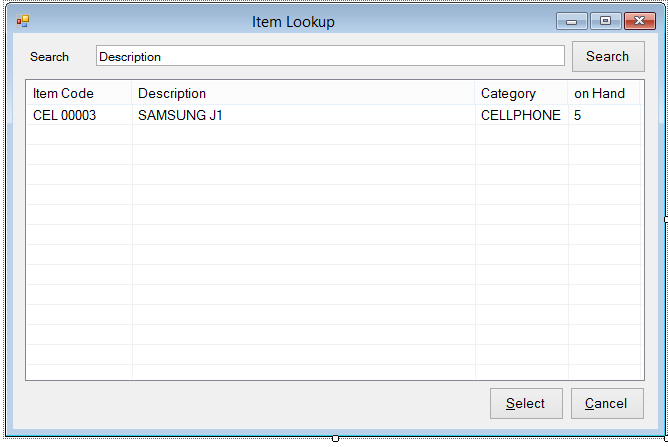 Item Lookup
Search Description Search
Item Code Description Category on Hand
CEL 00003 SAMSUNG J1 CELLPHONE 5
Select Cancel